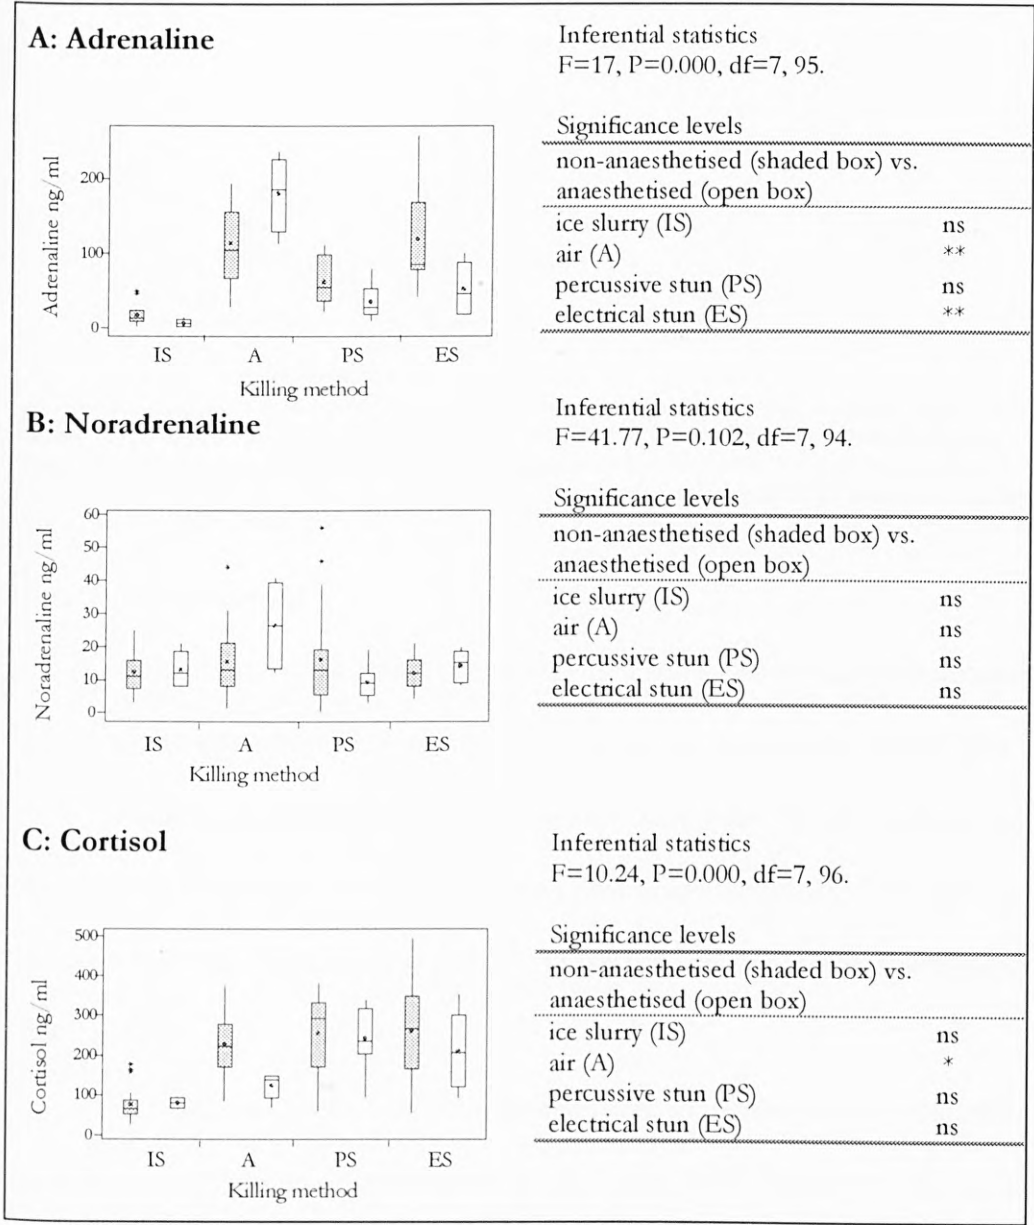 A: Adrenaline
Inferential statistics
F=17, P=0.000, df=7, 95.
Significance levels
non-anaesthetised (shaded box) vs.
anaesthetised (open box)
ice slurry (IS) ns
air (A) **
percussive stun (PS) ns
electrical stun (ES) **
Adrenaline ng/ml
200
100
0
IS A PS ES
Killing method
B: Noradrenaline
Inferential statistics
F=41.77, P=0.102, df=7, 94.
Significance levels
non-anaesthetised (shaded box) vs.
anaesthetised (open box)
ice slurry (IS) ns
air (A) ns
percussive stun (PS) ns
electrical stun (ES) ns
Noradrenaline ng/ml
60
50
40
30
20
10
0
IS A PS ES
Killing method
C: Cortisol
Inferential statistics
F=10.24, P=0.000, df=7, 96.
Significance levels
non-anaesthetised (shaded box) vs.
anaesthetised (open box)
ice slurry (IS) ns
air (A) *
percussive stun (PS) ns
electrical stun (ES) ns
Cortisol ng/ml
500
400
300
200
100
0
IS A PS ES
Killing method